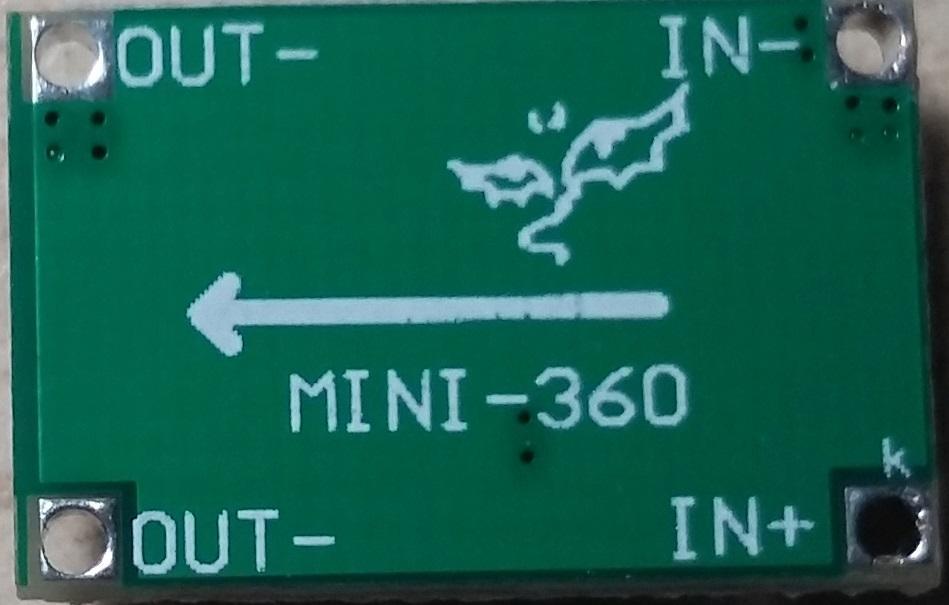 OUT- IN-
MINI-360
k
OUT- IN+